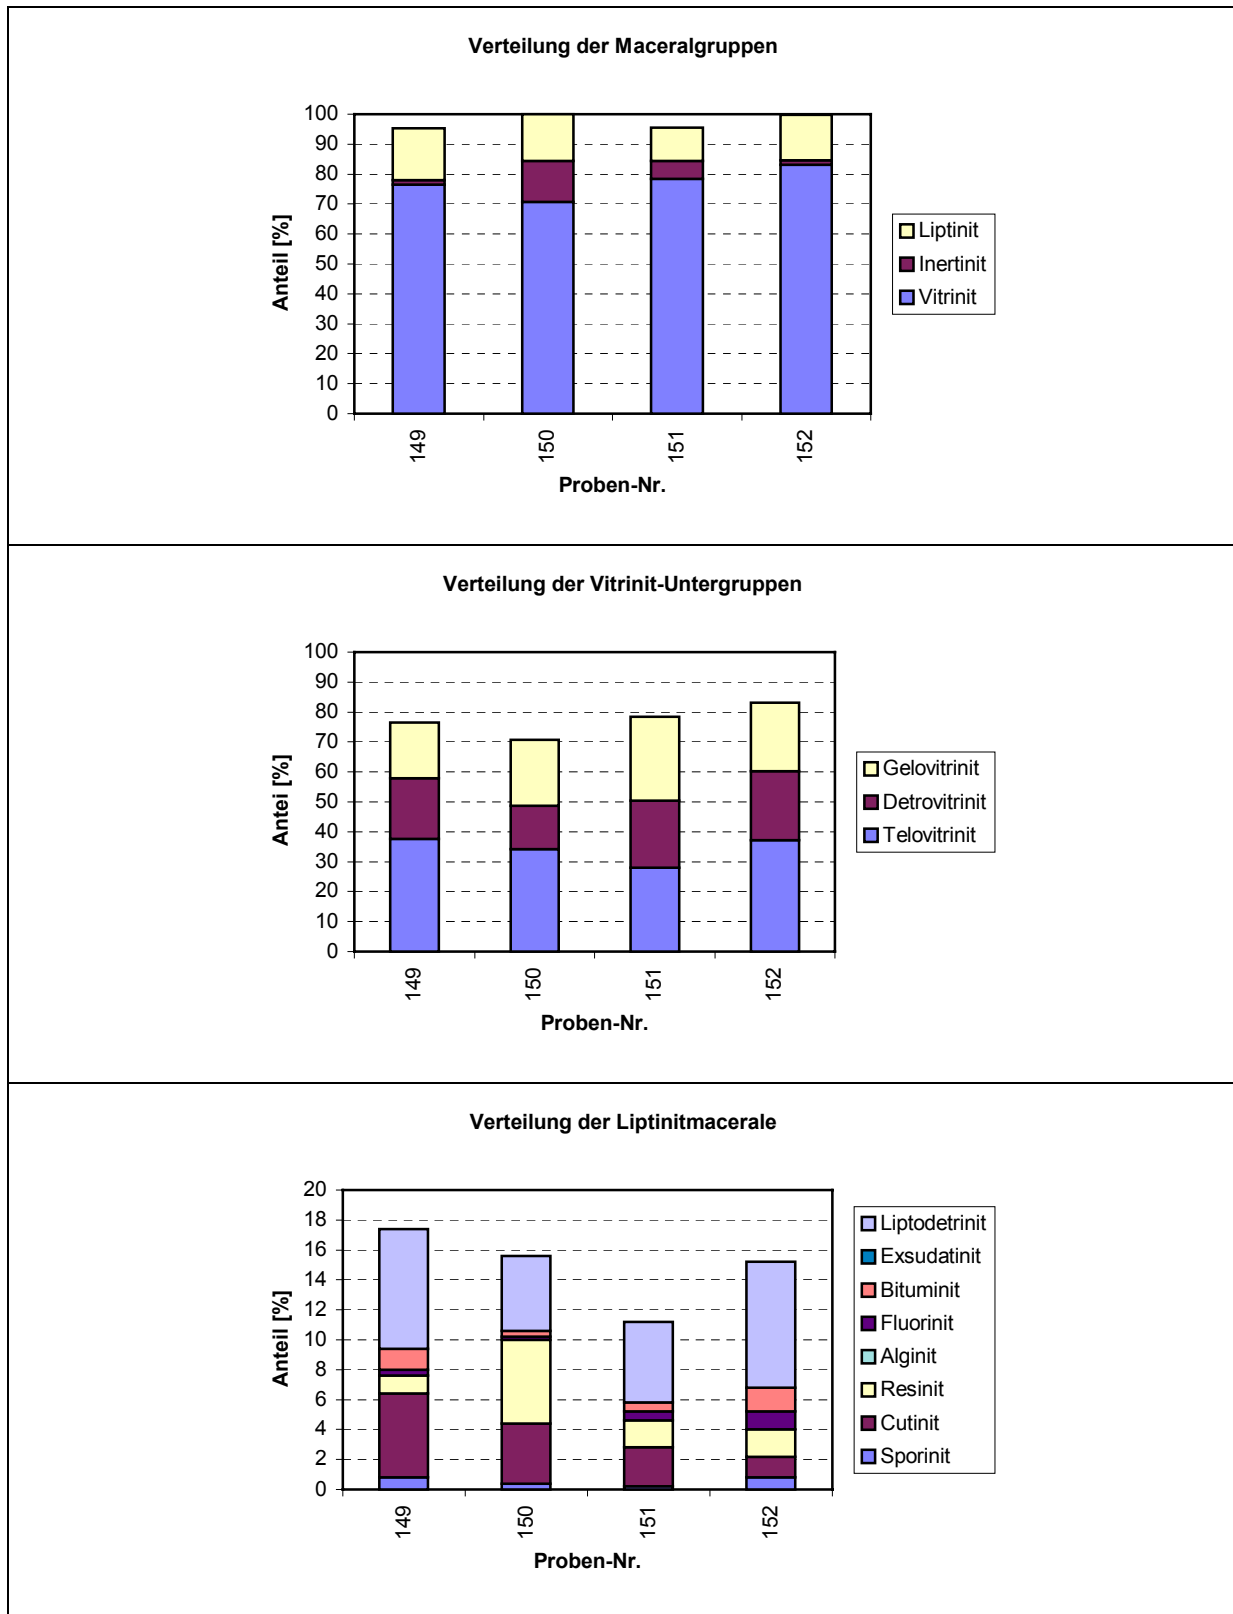 Verteilung der Maceralgruppen
100
90
80
70
60
50
40
30
20
10
0
Anteil [%]
149
150
151
152
Proben-Nr.
Liptinit
Inertinit
Vitrinit
Verteilung der Vitrinit-Untergruppen
100
90
80
70
60
50
40
30
20
10
0
Antei [%]
149
150
151
152
Proben-Nr.
Gelovitrinit
Detrovitrinit
Telovitrinit
Verteilung der Liptinitmacerale
20
18
16
14
12
10
8
6
4
2
0
Anteil [%]
149
150
151
152
Proben-Nr.
Liptodetrinit
Exsudatinit
Bituminit
Fluorinit
Alginit
Resinit
Cutinit
Sporinit